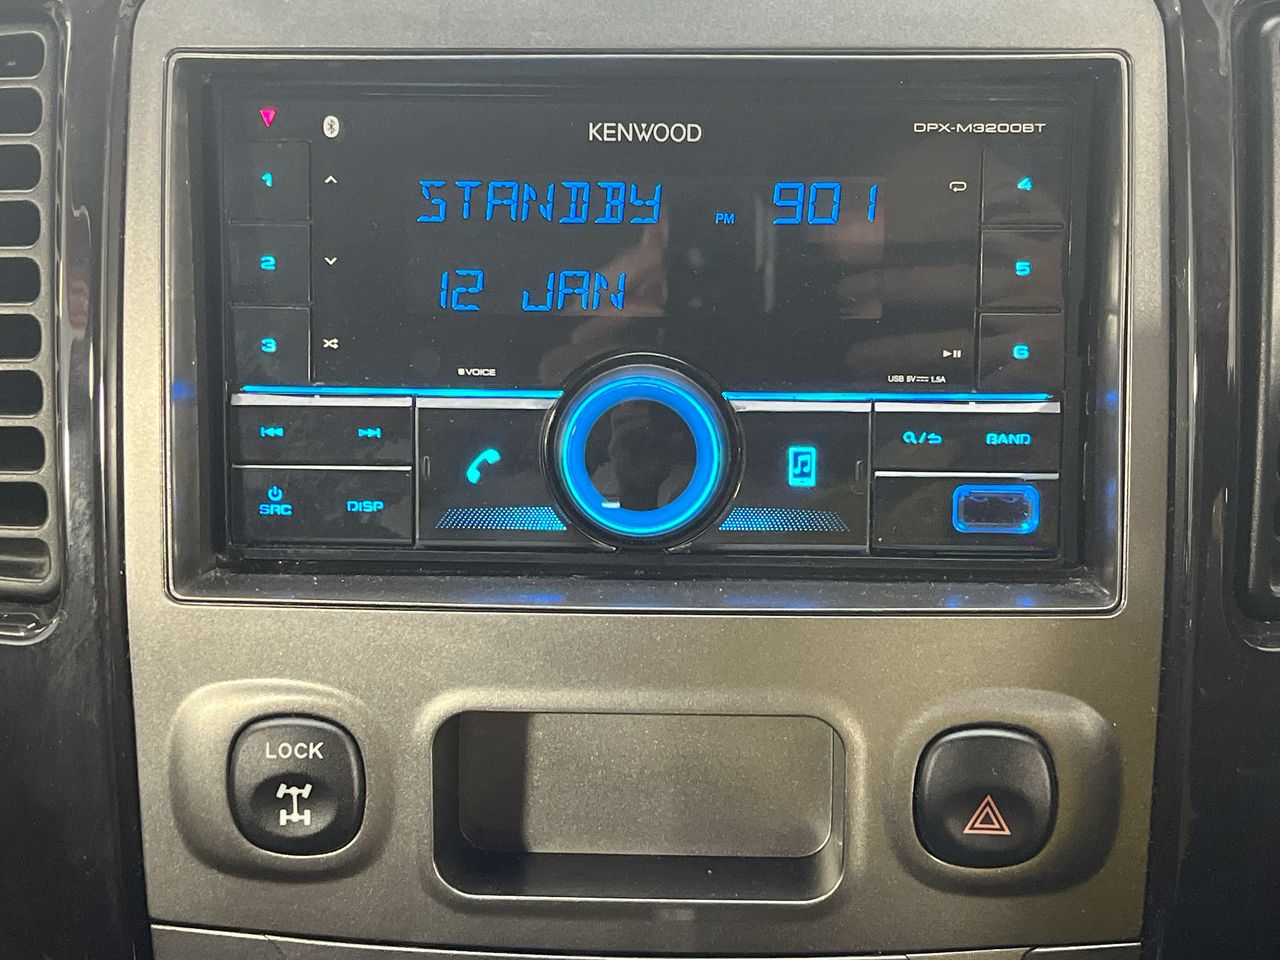 KENWOOD
DPX-M3200BT
1
STANDBY PM 901
4
2
12 JAN
5
3
6
VOICE
USB 5V 1.5A
Q/
BAND
SRC
DISP
LOCK